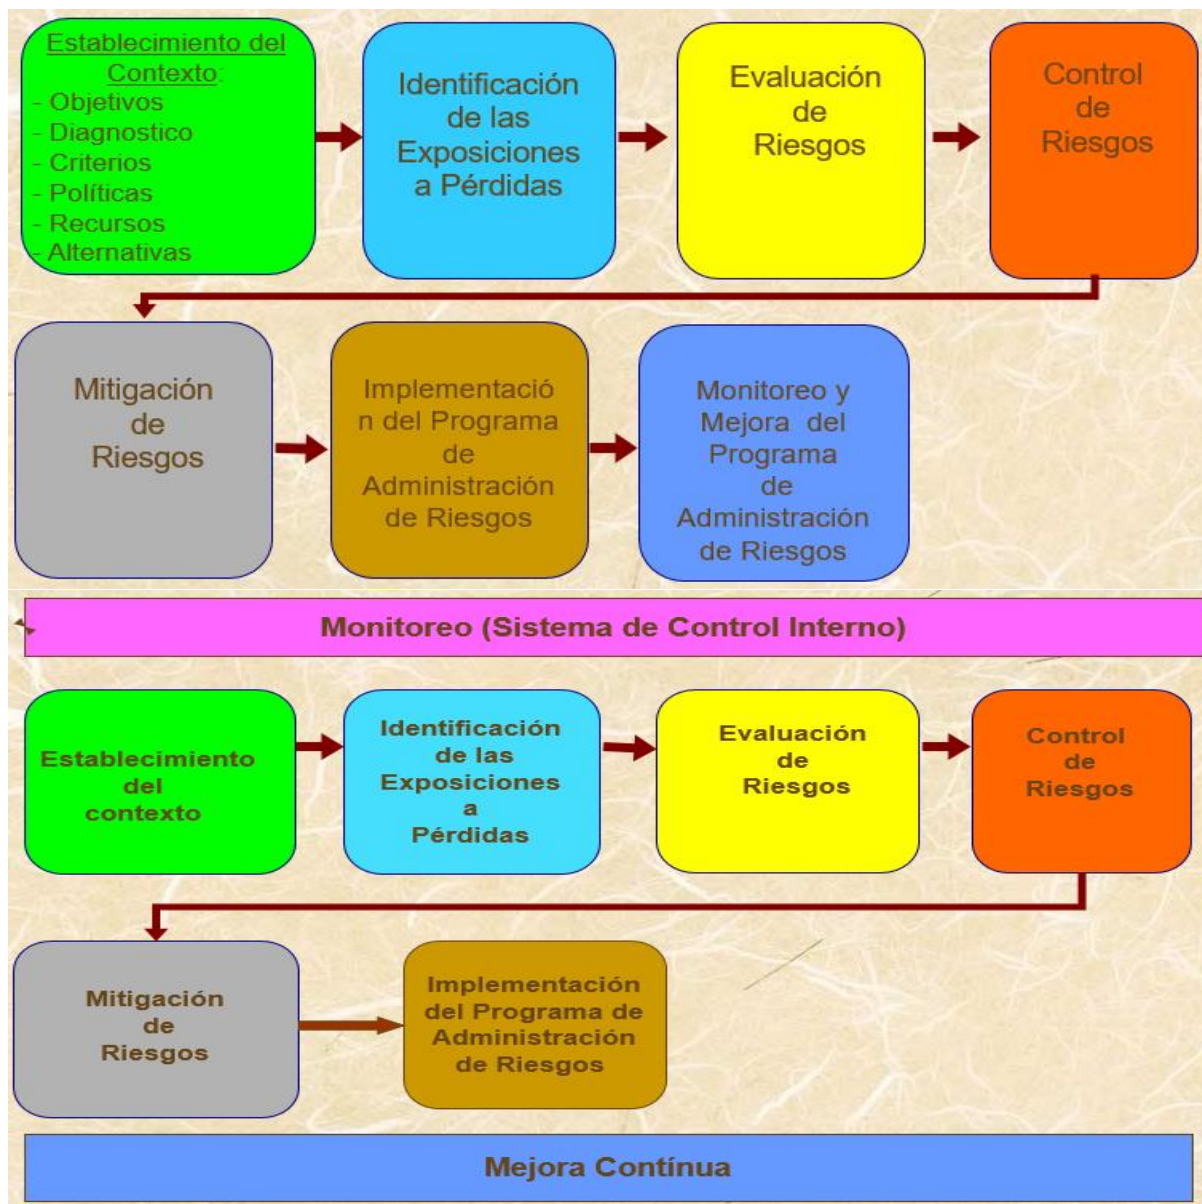 Establecimiento del
Contexto:
- Objetivos
- Diagnostico
- Criterios
- Políticas
- Recursos
- Alternativas
Identificación
de las
Exposiciones
a Pérdidas
Evaluación
de
Riesgos
Control
de
Riesgos
Mitigación
de
Riesgos
Implementació
n del Programa
de
Administración
de Riesgos
Monitoreo y
Mejora del
Programa
de
Administración
de Riesgos
Monitoreo (Sistema de Control Interno)
Establecimiento
del
contexto
Identificación
de las
Exposiciones
a
Pérdidas
Evaluación
de
Riesgos
Control
de
Riesgos
Mitigación
de
Riesgos
Implementación
del Programa de
Administración
de Riesgos
Mejora Contínua